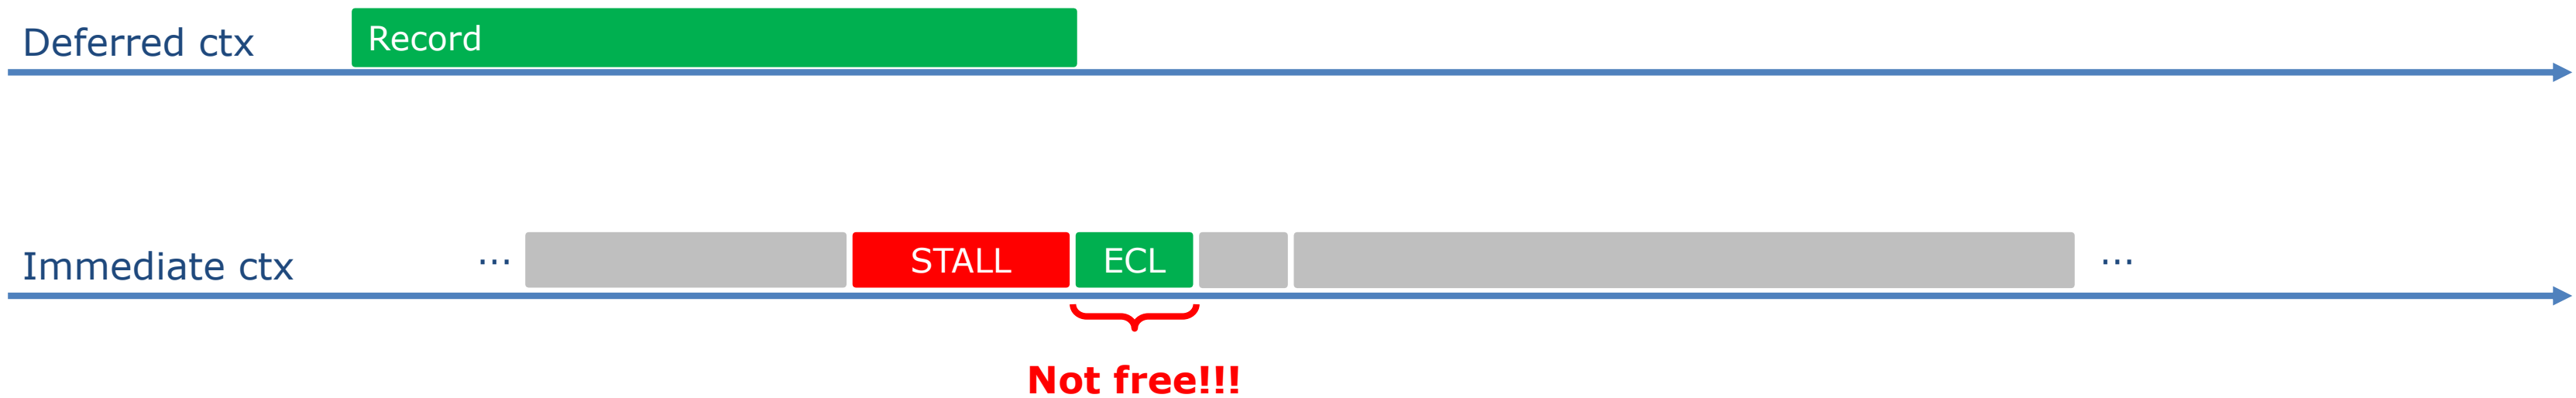 Deferred ctx
Record
Immediate ctx
...
STALL
ECL
...
Not free!!!